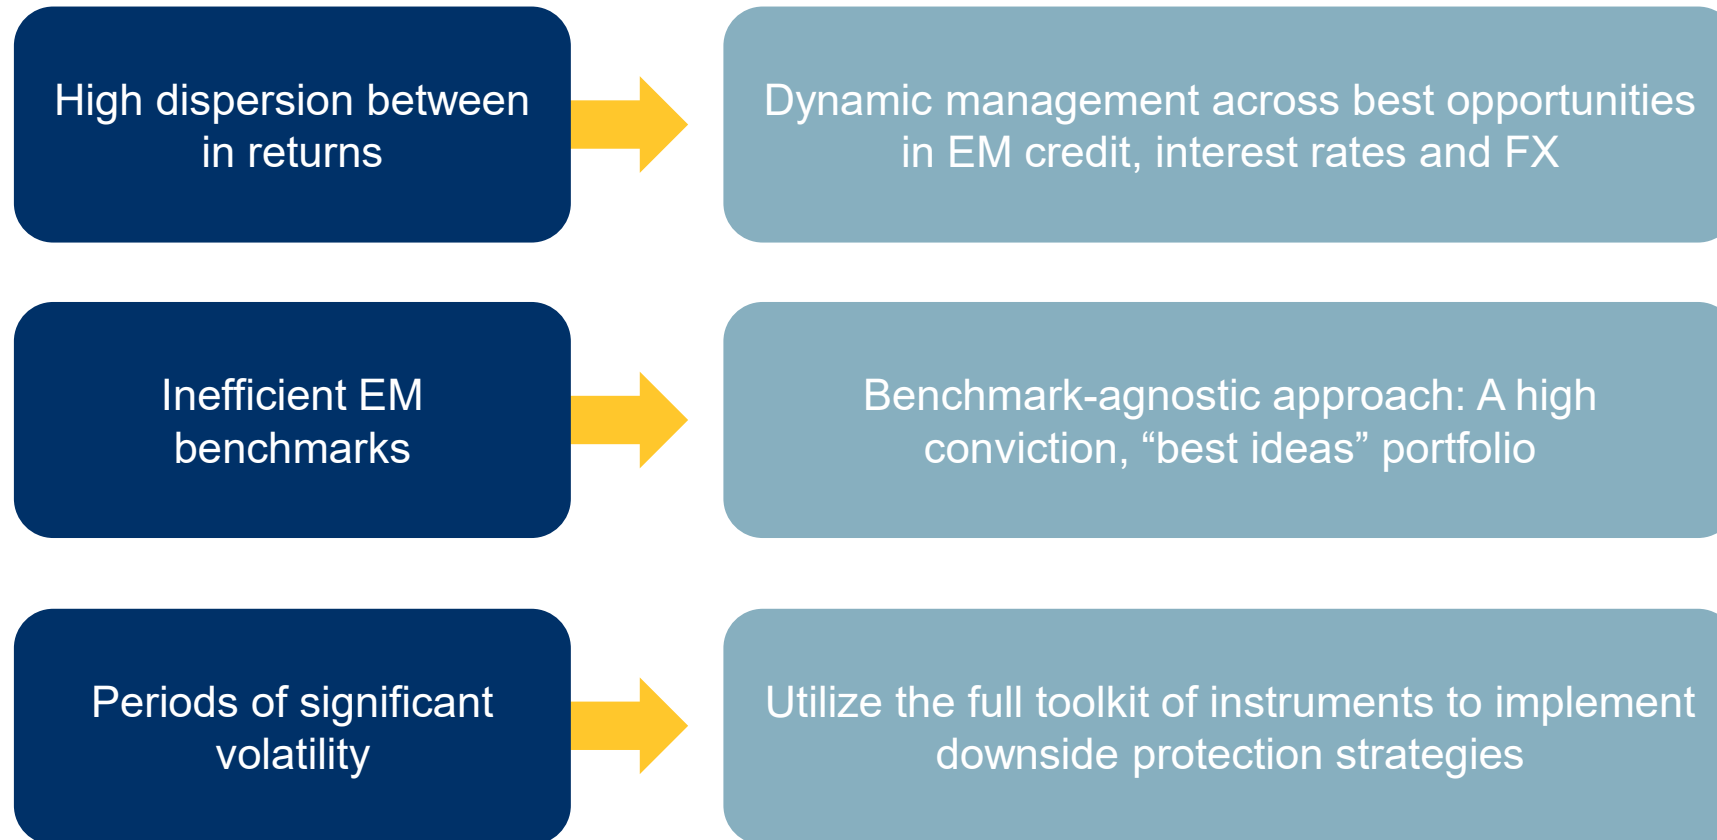 High dispersion between
in returns
Dynamic management across best opportunities
in EM credit, interest rates and FX
Inefficient EM
benchmarks
Benchmark-agnostic approach: A high
conviction, “best ideas” portfolio
Periods of significant
volatility
Utilize the full toolkit of instruments to implement
downside protection strategies